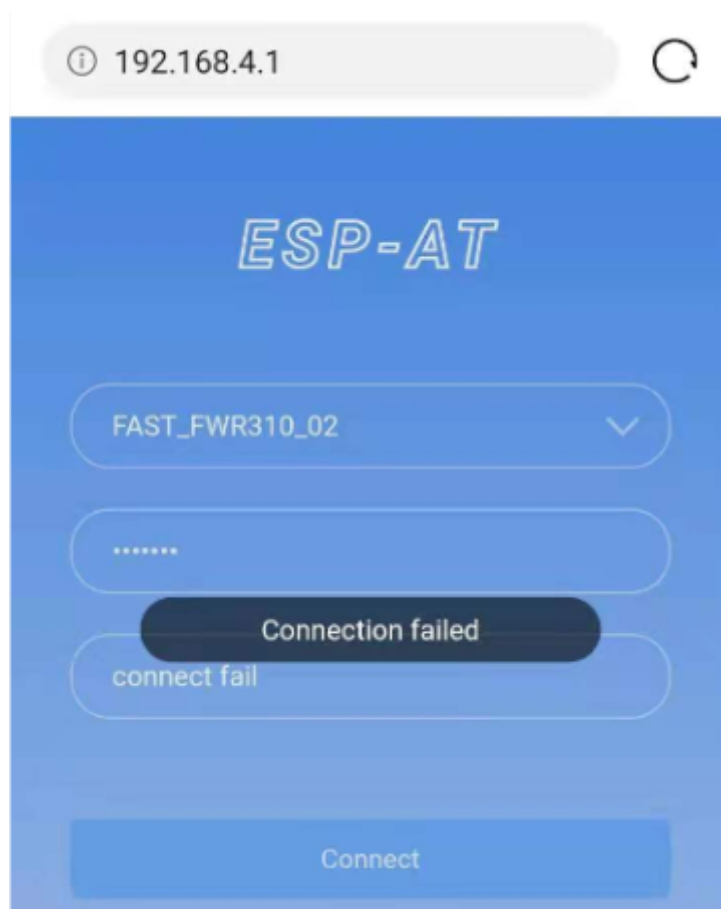 192.168.4.1
ESP-AT
FAST_FWR310_02
•••••••
Connection failed
connect fail
Connect